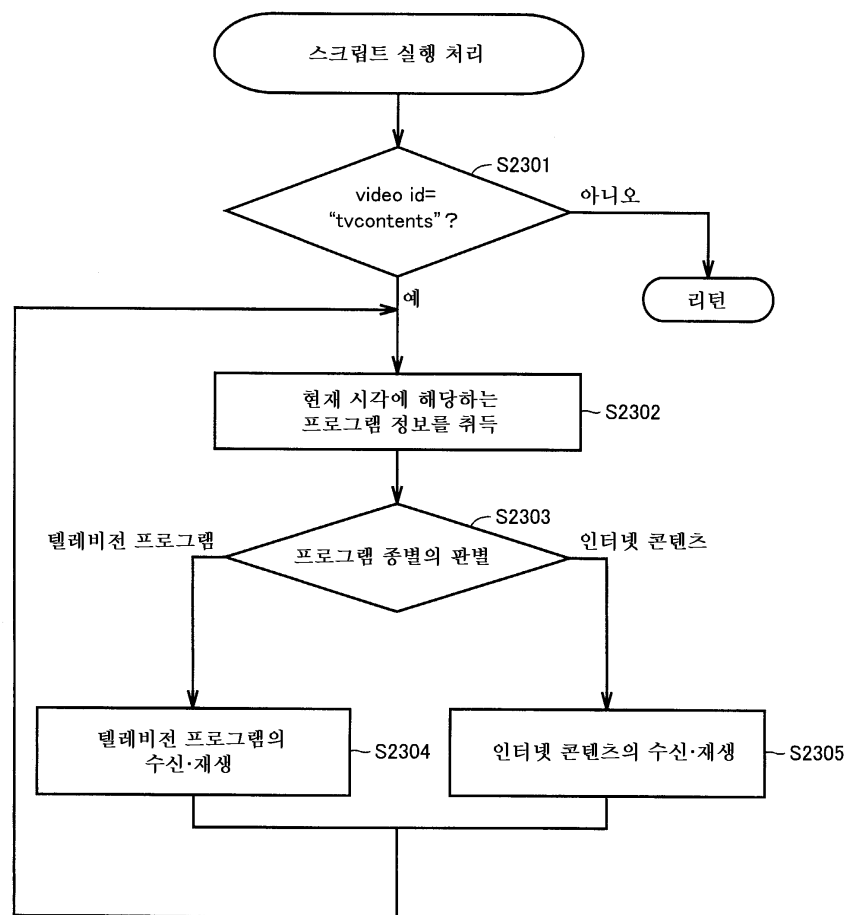 스크립트 실행 처리
S2301
video id=
“tvcontents”?
아니오
리턴
예
현재 시각에 해당하는
프로그램 정보를 취득
S2302
S2303
텔레비전 프로그램
프로그램 종별의 판별
인터넷 콘텐츠
텔레비전 프로그램의
수신·재생
S2304
인터넷 콘텐츠의 수신·재생
S2305